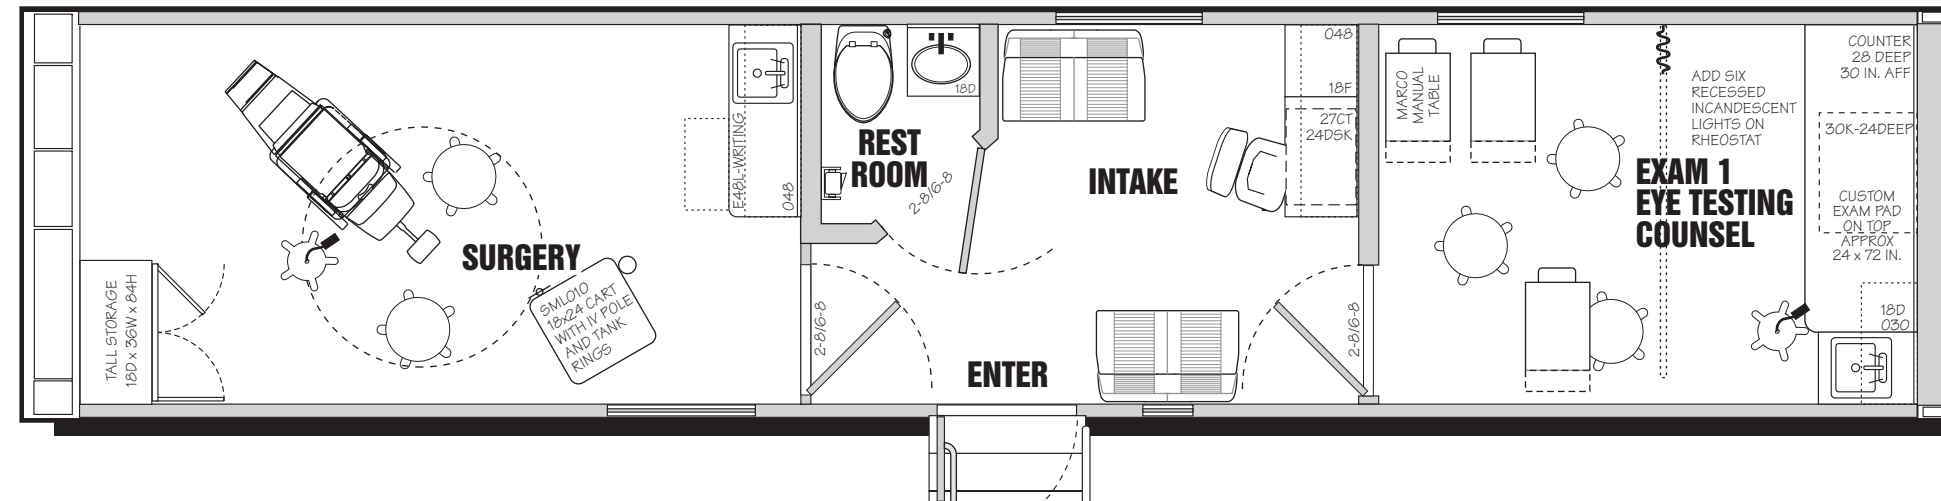 TALL STORAGE
18D x 36W x 84H
SURGERY
SML010
18x24 CART
WITH IV POLE
AND TANK
RINGS
E48L-WRITING
048
2-8/6-8
REST
ROOM
18D
2-8/6-8
INTAKE
ENTER
048
18F
27CT
24DSK
2-8/6-8
MARCO
MANUAL
TABLE
ADD SIX
RECESSED
INCANDESCENT
LIGHTS ON
RHEOSTAT
EXAM 1
EYE TESTING
COUNSEL
COUNTER
28 DEEP
30 IN. AFF
30K-24DEEP
CUSTOM
EXAM PAD
ON TOP
APPROX
24 x 72 IN.
18D
030